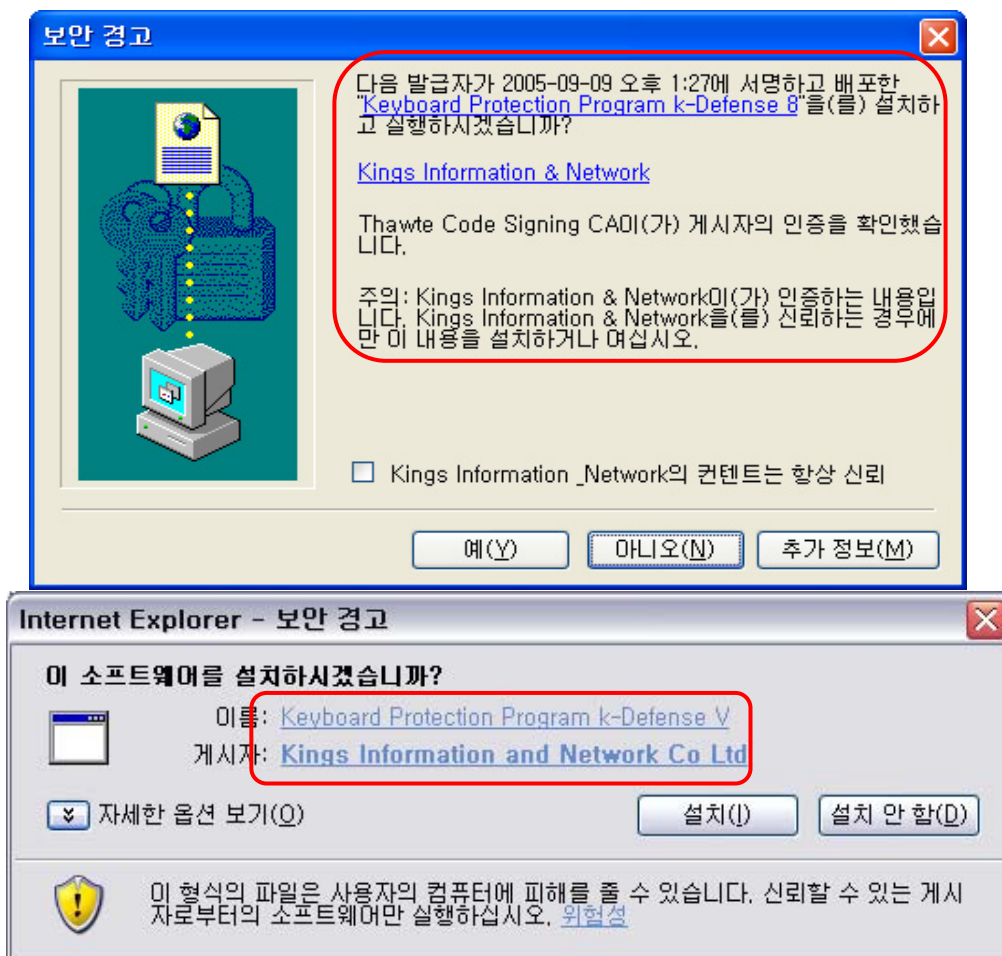 보안 경고
다음 발급자가 2005-09-09 오후 1:27에 서명하고 배포한
"Keyboard Protection Program k-Defense 8"을(를) 설치하
고 실행하시겠습니까?
Kings Information & Network
Thawte Code Signing CA이(가) 게시자의 인증을 확인했습
니다.
주의: Kings Information & Network이(가) 인증하는 내용입
니다. Kings Information & Network을(를) 신뢰하는 경우에
만 이 내용을 설치하거나 여십시오.
Kings Information _Network의 컨텐트는 항상 신뢰
예(Y)
아니오(N)
추가 정보(M)
Internet Explorer - 보안 경고
이 소프트웨어를 설치하시겠습니까?
이름: Keyboard Protection Program k-Defense V
게시자: Kings Information and Network Co Ltd
자세한 옵션 보기(O)
설치(I)
설치 안 함(D)
이 형식의 파일은 사용자의 컴퓨터에 피해를 줄 수 있습니다. 신뢰할 수 있는 게시
자로부터의 소프트웨어만 실행하십시오. 위험성